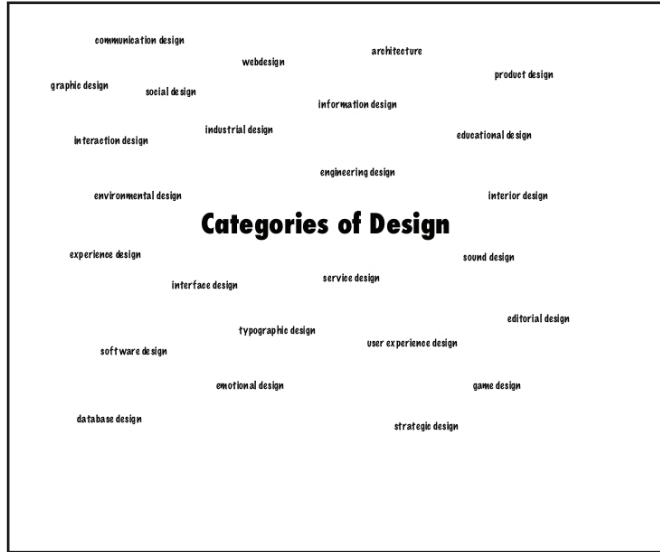 communication design
architecture
webdesign
product design
graphic design
social design
information design
industrial design
educational design
interaction design
engineering design
environmental design
interior design
Categories of Design
experience design
sound design
service design
interface design
editorial design
typographic design
user experience design
software design
emotional design
game design
database design
strategic design